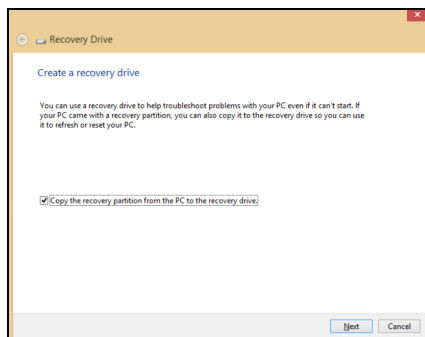 Recovery Drive
Create a recovery drive
You can use a recovery drive to help troubleshoot problems with your PC even if it can't start. If
your PC came with a recovery partition, you can also copy it to the recovery drive so you can use
it to refresh or reset your PC.
Copy the recovery partition from the PC to the recovery drive.
Next Cancel